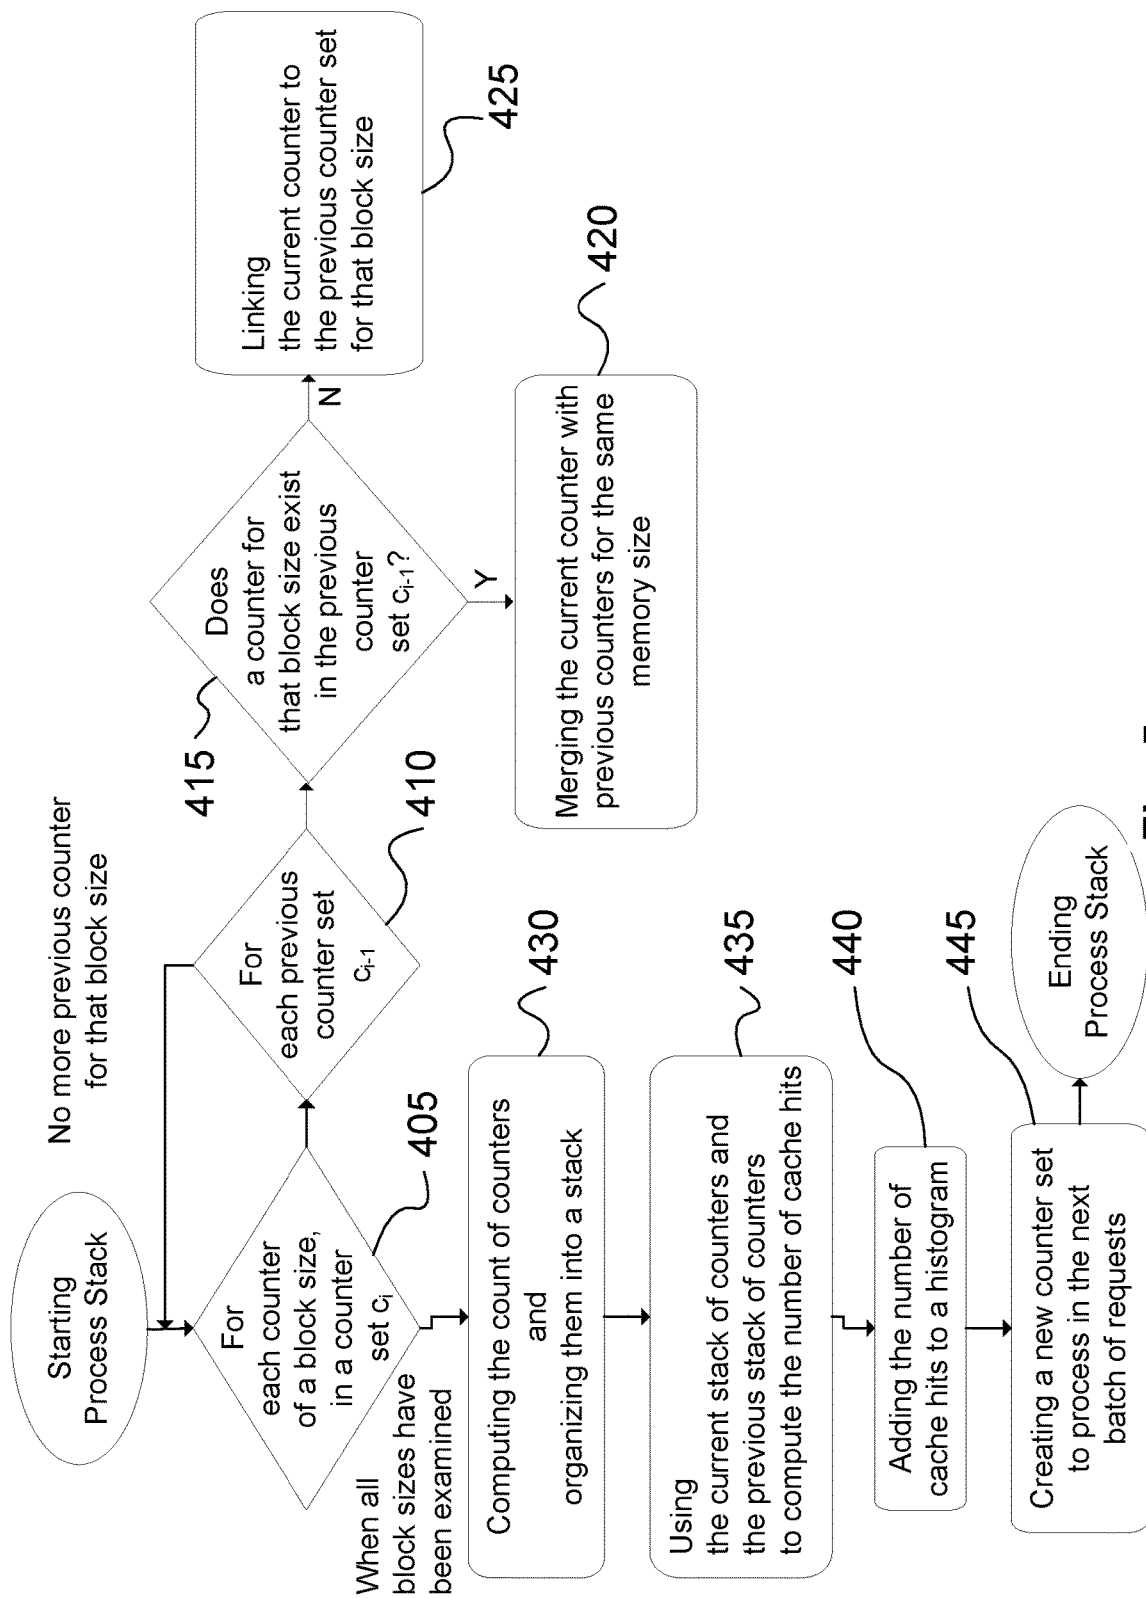 Starting
Process Stack
No more previous counter
for that block size
For
each counter
of a block size,
in a counter
set ci
405
For
each previous
counter set
ci-1
410
415
Does
a counter for
that block size exist
in the previous
counter
set ci-1?
N
Y
Linking
the current counter to
the previous counter set
for that block size
425
Merging the current counter with
previous counters for the same
memory size
420
When all
block sizes have
been examined
Computing the count of counters
and
organizing them into a stack
430
Using
the current stack of counters and
the previous stack of counters
to compute the number of cache hits
435
Adding the number of
cache hits to a histogram
440
Creating a new counter set
to process in the next
batch of requests
445
Ending
Process Stack